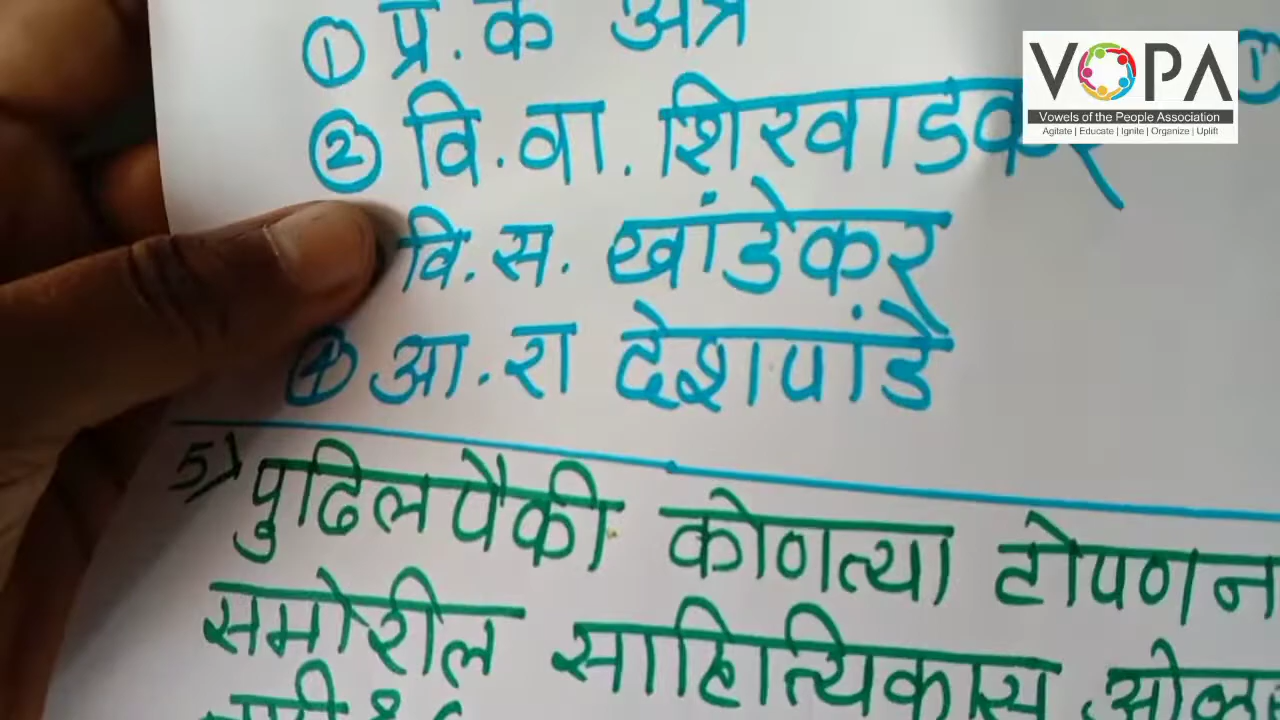 ① प्र. के अत्रे
② वि. वा. शिरवाडकर
वि. स. खांडेकर
④ आ. रा देशपांडे
5) पुढिलपैकी कोणत्या टोपणन
समोरील साहित्यिकास ओळ
VOPA
Vowels of the People Association
Agitate | Educate | Ignite | Organize | Uplift